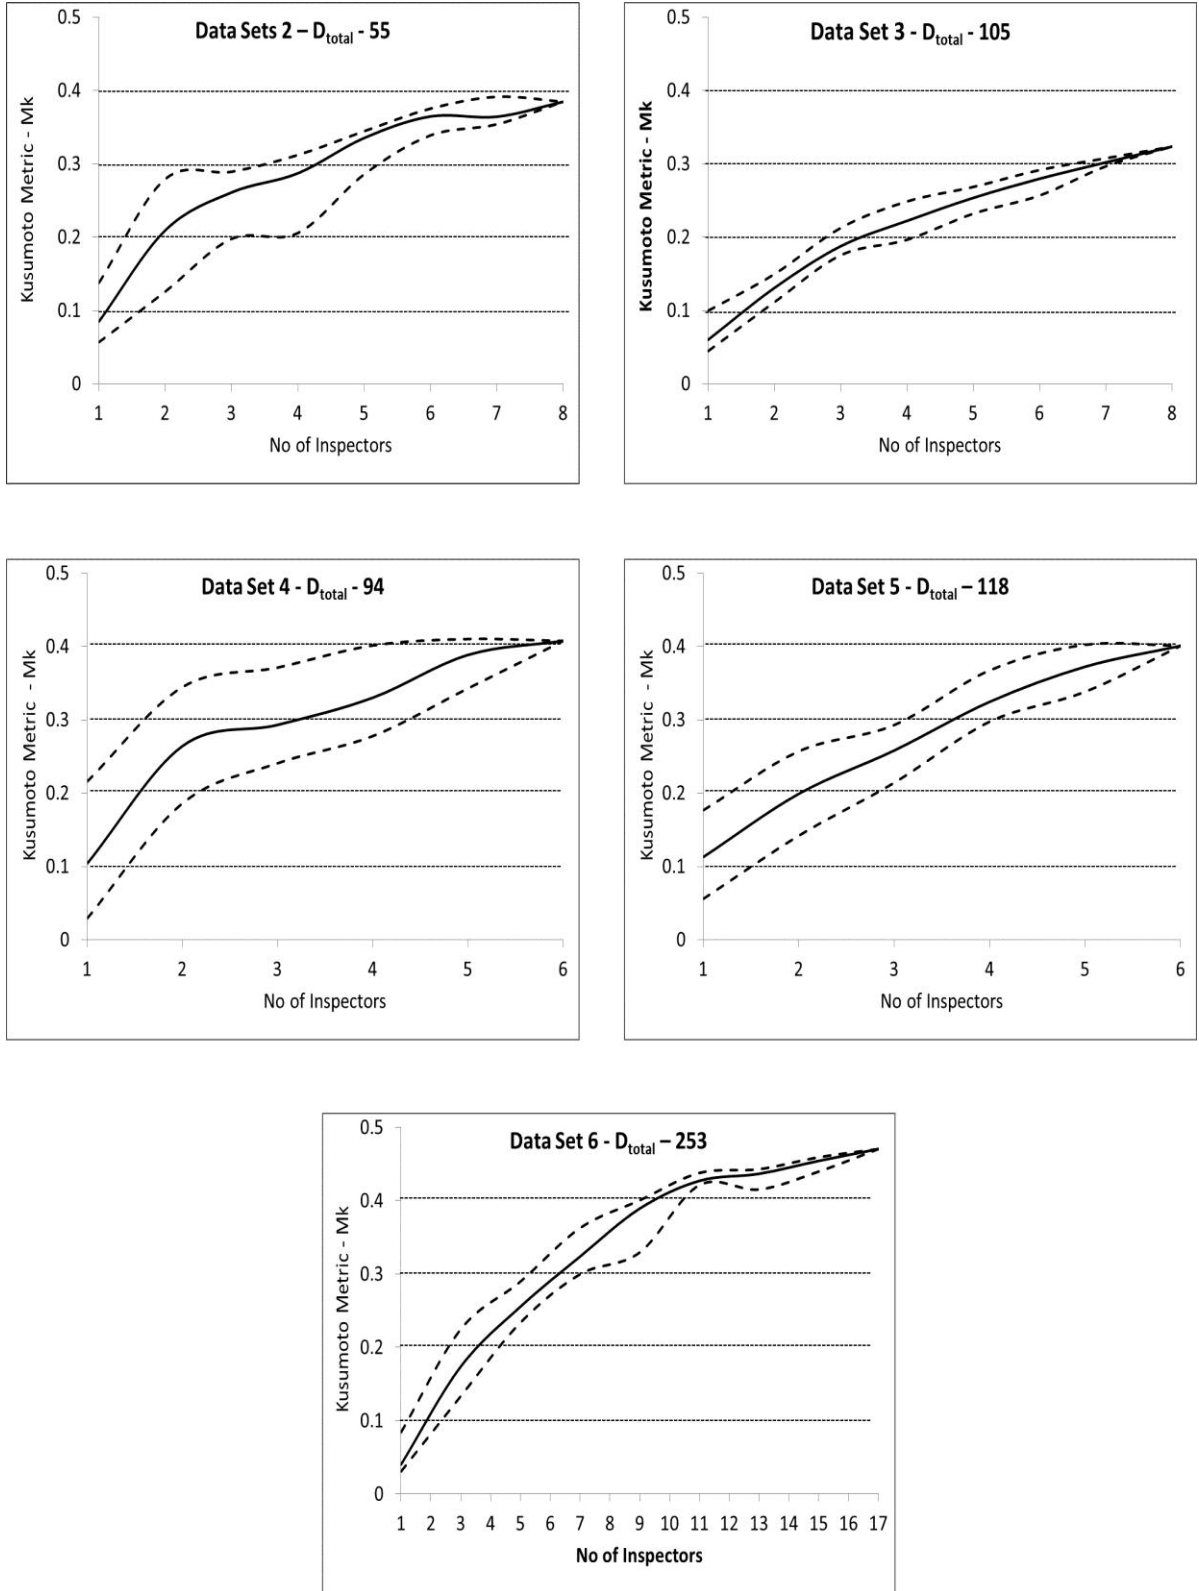 Data Sets 2 – Dtotal - 55
Kusumoto Metric - Mk
0.5
0.4
0.3
0.2
0.1
0
1 2 3 4 5 6 7 8
No of Inspectors
Data Set 3 - Dtotal - 105
Kusumoto Metric - Mk
0.5
0.4
0.3
0.2
0.1
0
1 2 3 4 5 6 7 8
No of Inspectors
Data Set 4 - Dtotal - 94
Kusumoto Metric - Mk
0.5
0.4
0.3
0.2
0.1
0
1 2 3 4 5 6
No of Inspectors
Data Set 5 - Dtotal – 118
Kusumoto Metric - Mk
0.5
0.4
0.3
0.2
0.1
0
1 2 3 4 5 6
No of Inspectors
Data Set 6 - Dtotal – 253
Kusumoto Metric - Mk
0.5
0.4
0.3
0.2
0.1
0
1 2 3 4 5 6 7 8 9 10 11 12 13 14 15 16 17
No of Inspectors